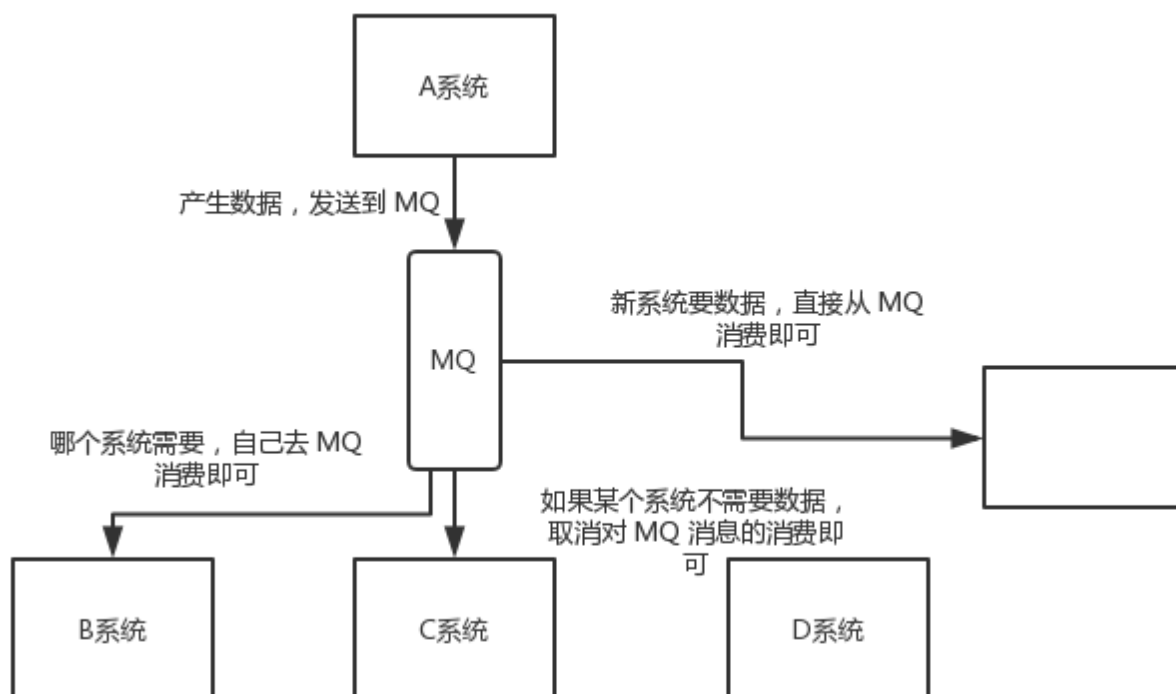 A系统
产生数据，发送到 MQ
新系统要数据，直接从 MQ
消费即可
MQ
哪个系统需要，自己去 MQ
消费即可
如果某个系统不需要数据，
取消对 MQ 消息的消费即
可
B系统
C系统
D系统